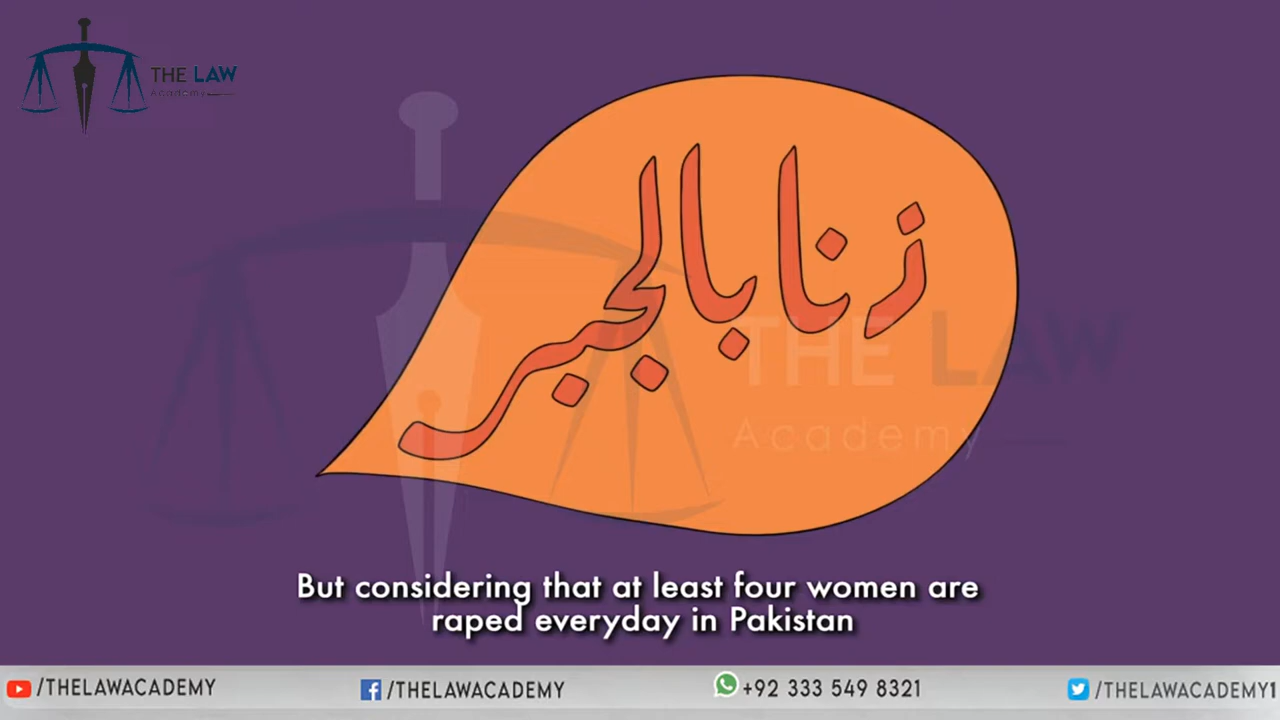 THE LAW
Academy
زنا بالجبر
THE LAW
Academy
But considering that at least four women are
raped everyday in Pakistan
/THELAWACADEMY
/THELAWACADEMY
+92 333 549 8321
/THELAWACADEMY1